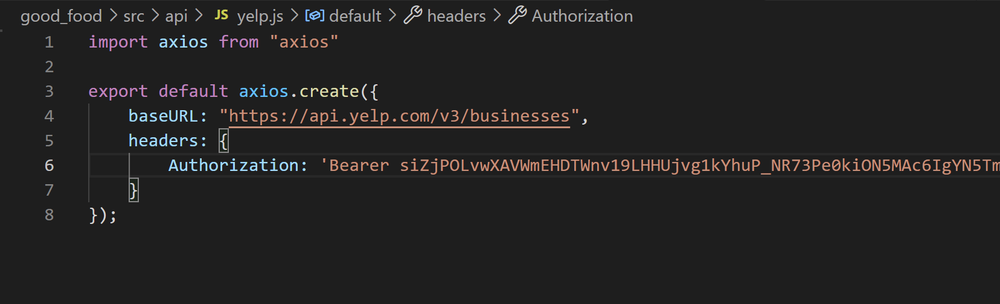 good_food > src > api > JS yelp.js > default > headers > Authorization
1 import axios from "axios"
2
3 export default axios.create({
4 baseURL: "https://api.yelp.com/v3/businesses",
5 headers: {
6 Authorization: 'Bearer siZjPOLvwXAVWmEHDTWnv19LHHUjvg1kYhuP_NR73Pe0kiON5MAc6IgYN5Tm
7 }
8 });